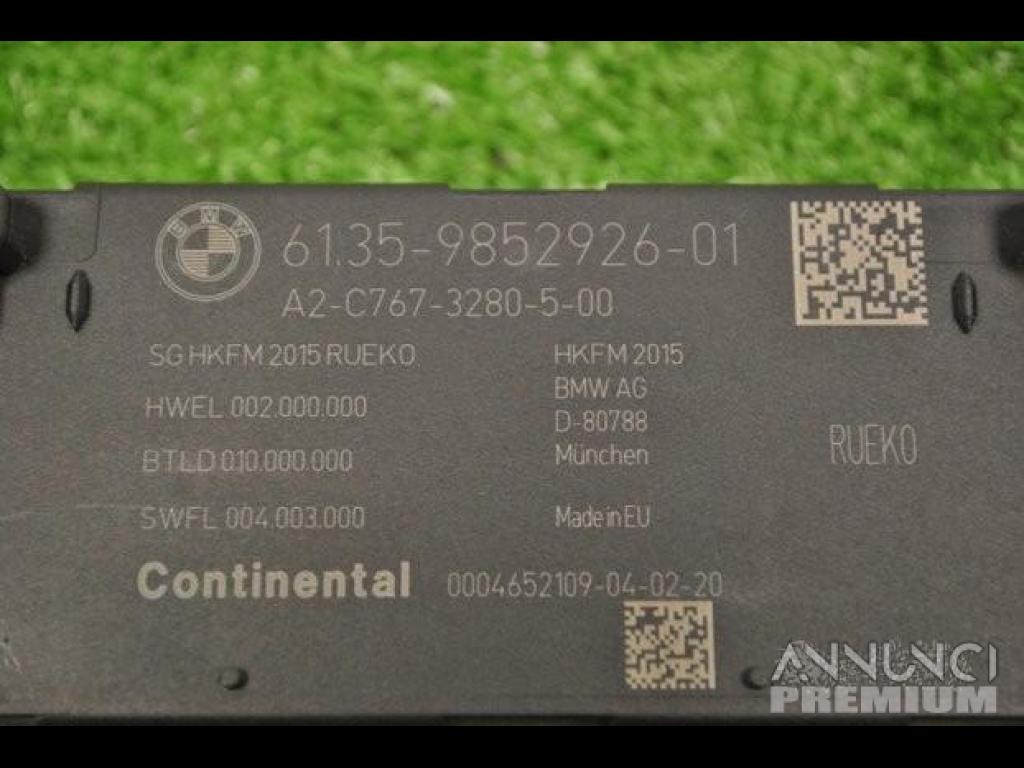 BMW
61.35-9852926-01
A2-C767-3280-5-00
SG HKFM 2015 RUEKO
HWEL 002.000.000
BTLD 010.000.000
SWFL 004.003.000
HKFM 2015
BMW AG
D-80788
München
Made in EU
RUEKO
Continental 0004652109-04-02-20
ANNUNCI
PREMIUM